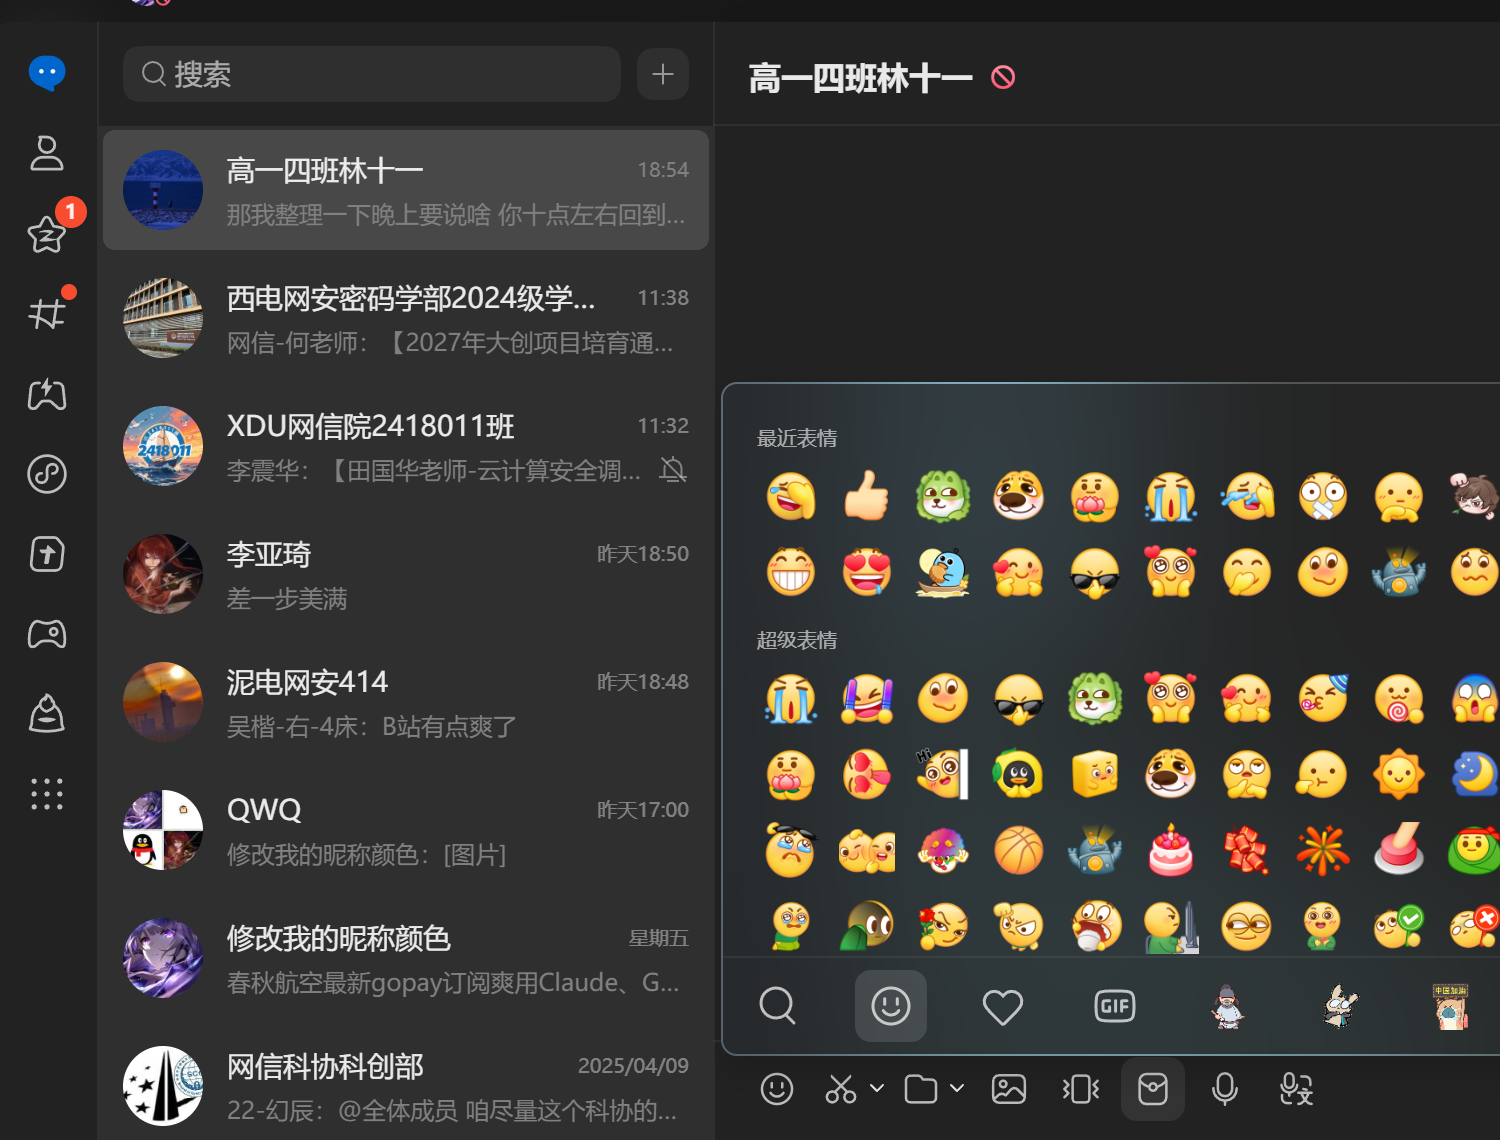 搜索
高一四班林十一
18:54
那我整理一下晚上要说啥 你十点左右回到...
西电网安密码学部2024级学...
11:38
网信-何老师：【2027年大创项目培育通...
XDU网信院2418011班
11:32
李震华：【田国华老师-云计算安全调...
2418011
李亚琦
昨天18:50
差一步美满
泥电网安414
昨天18:48
吴楷-右-4床：B站有点爽了
QWQ
昨天17:00
修改我的昵称颜色：[图片]
修改我的昵称颜色
星期五
春秋航空最新gopay订阅爽用Claude、G...
网信科协科创部
2025/04/09
22-幻辰：@全体成员 咱尽量这个科协的...
1
高一四班林十一
最近表情
超级表情
Hi
GIF
中国加油
文